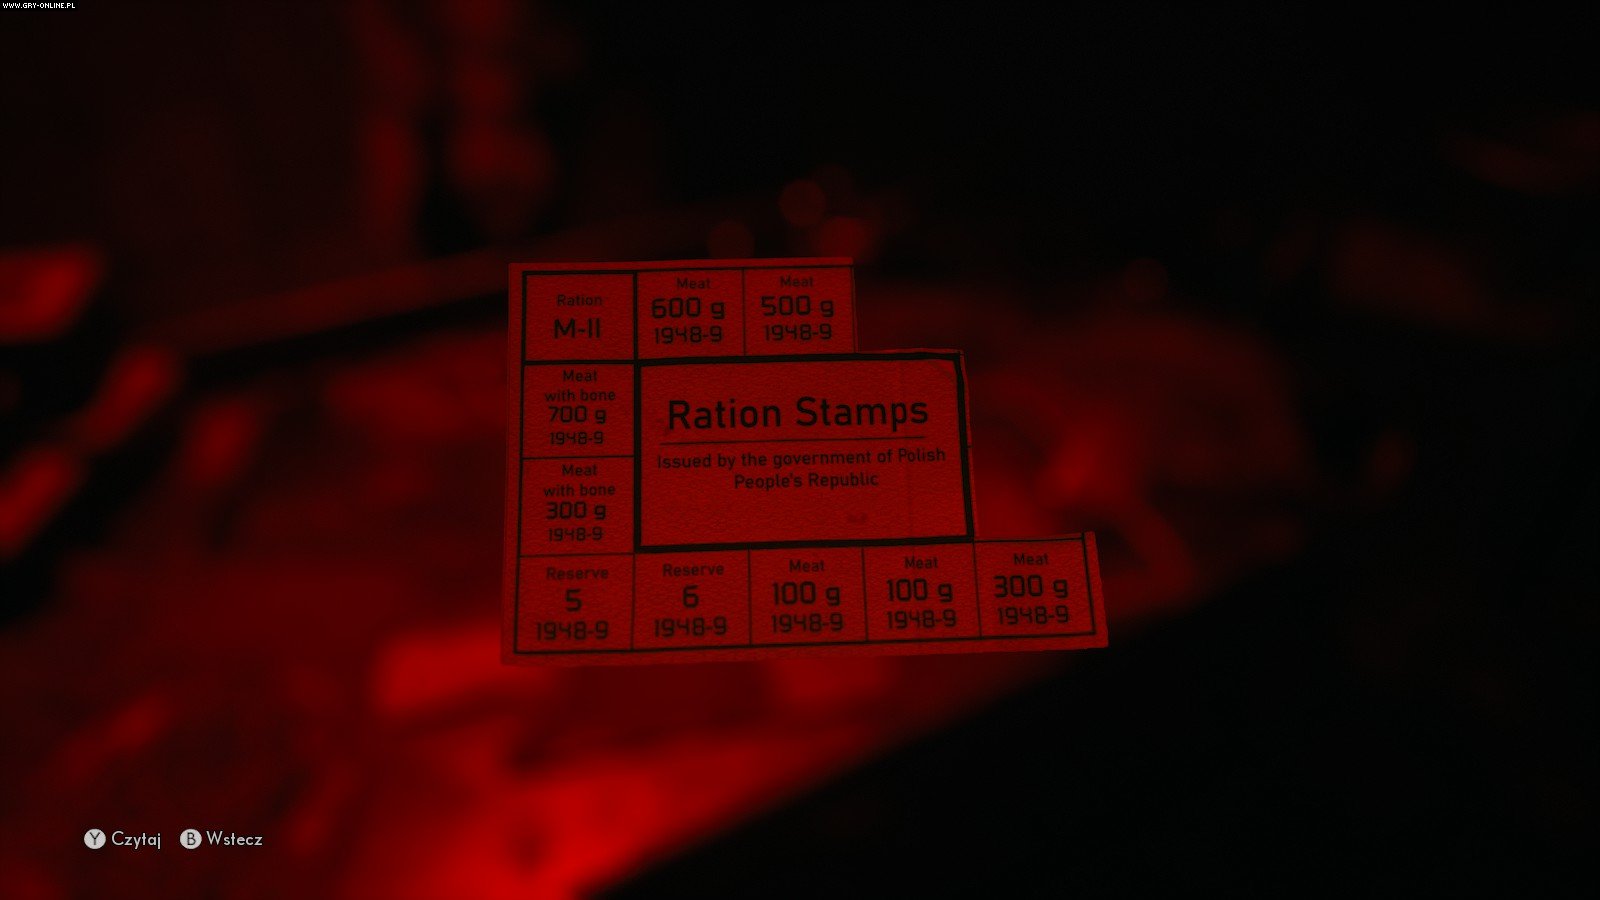 WWW.GRY-ONLINE.PL
Ration
M-II
Meat
600 g
1948-9
Meat
500 g
1948-9
Meat
with bone
700 g
1948-9
Ration Stamps
Issued by the government of Polish
People's Republic
Meat
with bone
300 g
1948-9
Reserve
5
1948-9
Reserve
6
1948-9
Meat
100 g
1948-9
Meat
100 g
1948-9
Meat
300 g
1948-9
Y Czytaj B Wstecz